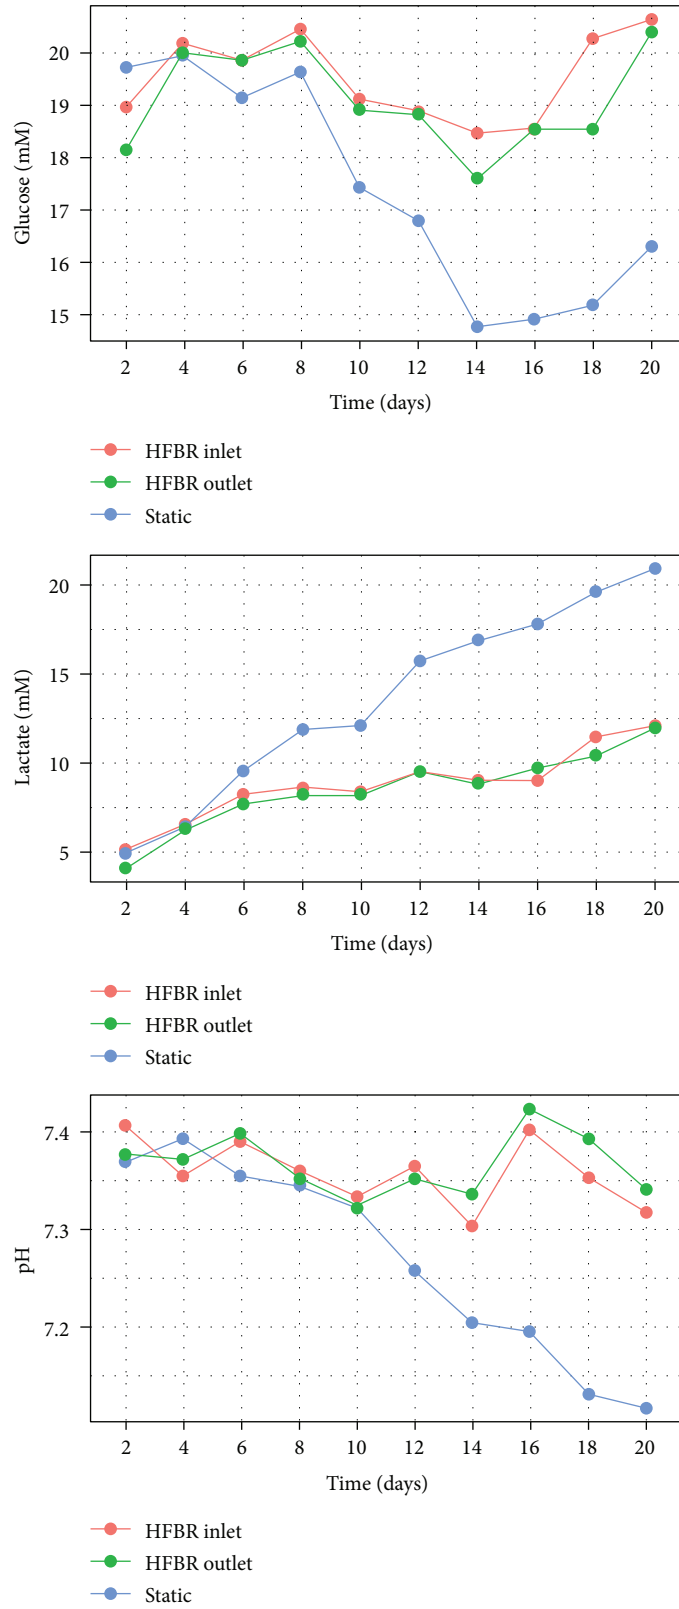 20
19
18
17
16
15
Glucose (mM)
2 4 6 8 10 12 14 16 18 20
Time (days)
HFBR inlet
HFBR outlet
Static
20
15
10
5
Lactate (mM)
2 4 6 8 10 12 14 16 18 20
Time (days)
HFBR inlet
HFBR outlet
Static
7.4
7.3
7.2
pH
2 4 6 8 10 12 14 16 18 20
Time (days)
HFBR inlet
HFBR outlet
Static